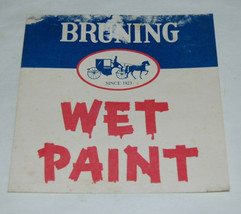 BRUNING
SINCE 1921
WET
PAINT